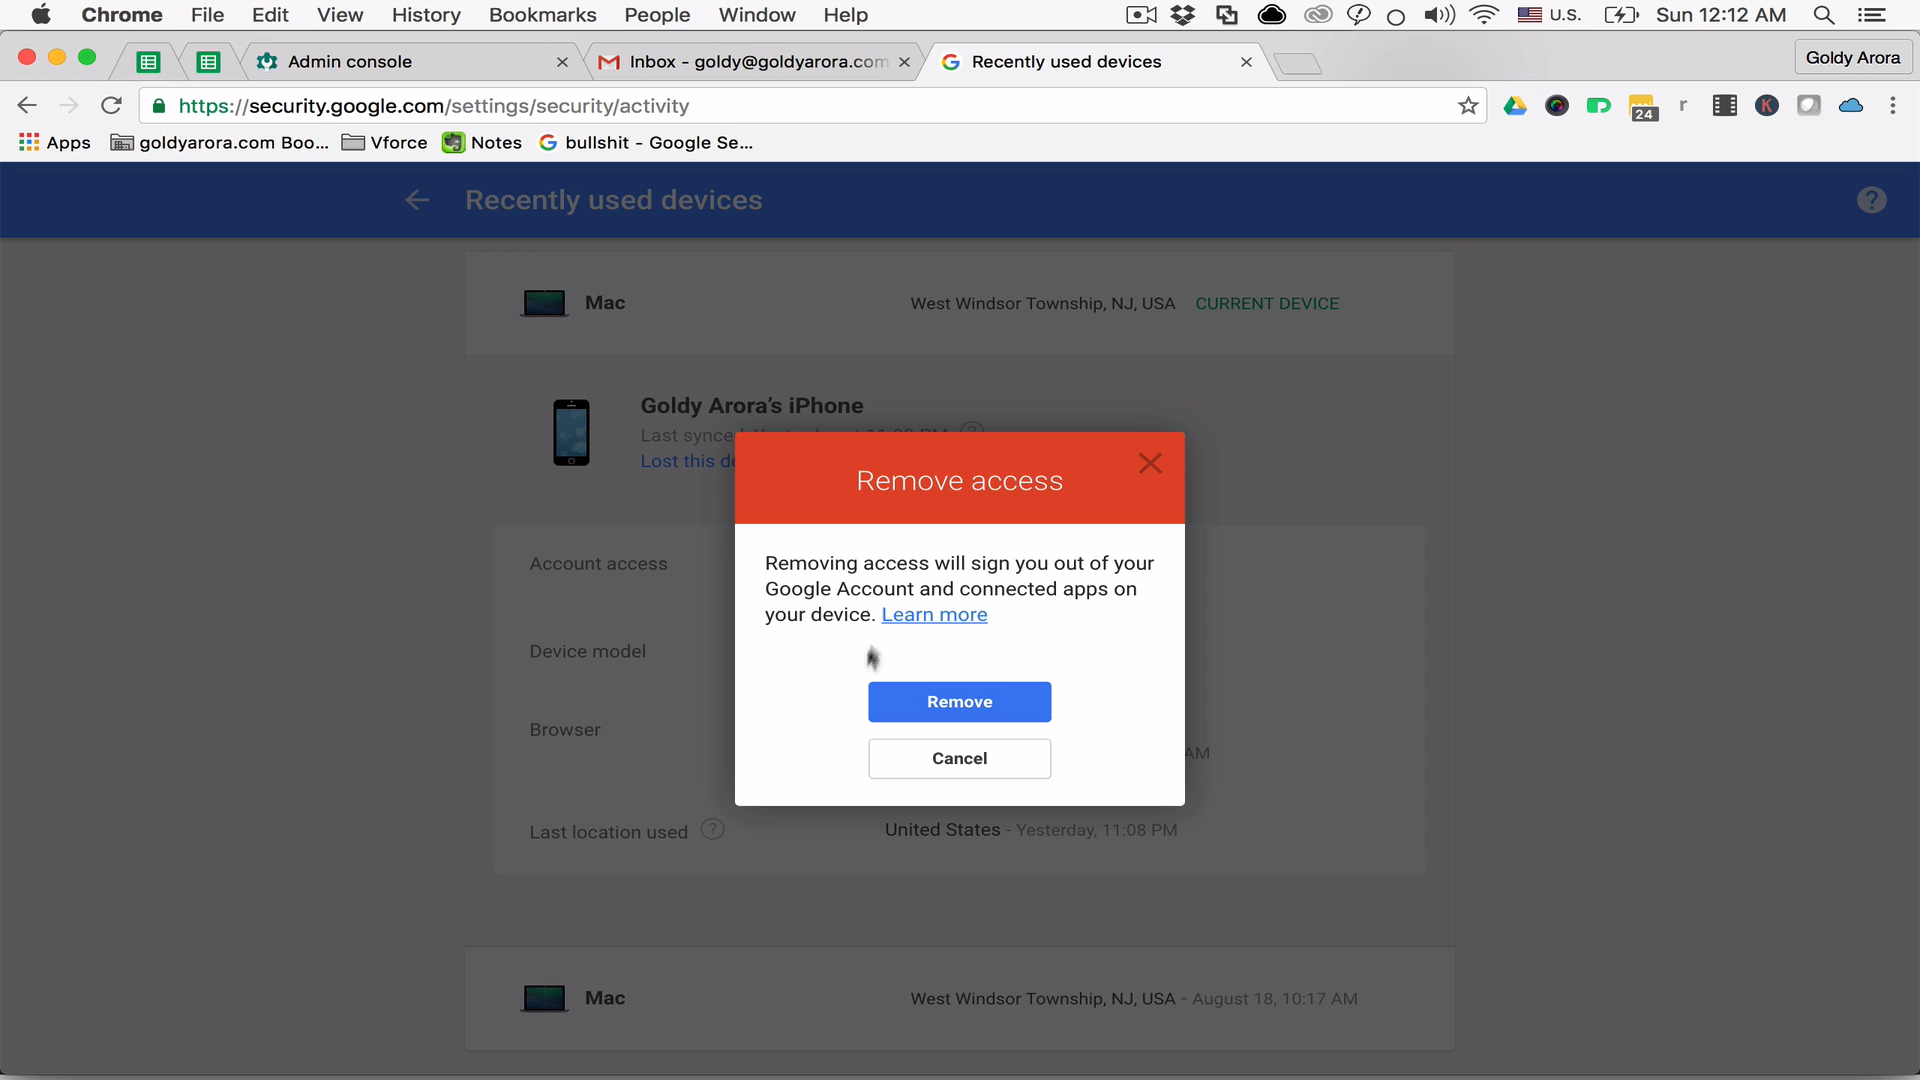 Chrome File Edit View History Bookmarks People Window Help U.S. Sun 12:12 AM
Admin console Inbox - goldy@goldyarora.com Recently used devices Goldy Arora
https://security.google.com/settings/security/activity 24 r K
Apps goldyarora.com Boo... Vforce Notes bullshit - Google Se...
Recently used devices ?
Mac West Windsor Township, NJ, USA CURRENT DEVICE
Goldy Arora’s iPhone
Last synced
Lost this de
Remove access
Removing access will sign you out of your
Google Account and connected apps on
your device. Learn more
Remove
Cancel
Account access
Device model
Browser
AM
Last location used ? United States - Yesterday, 11:08 PM
Mac West Windsor Township, NJ, USA - August 18, 10:17 AM